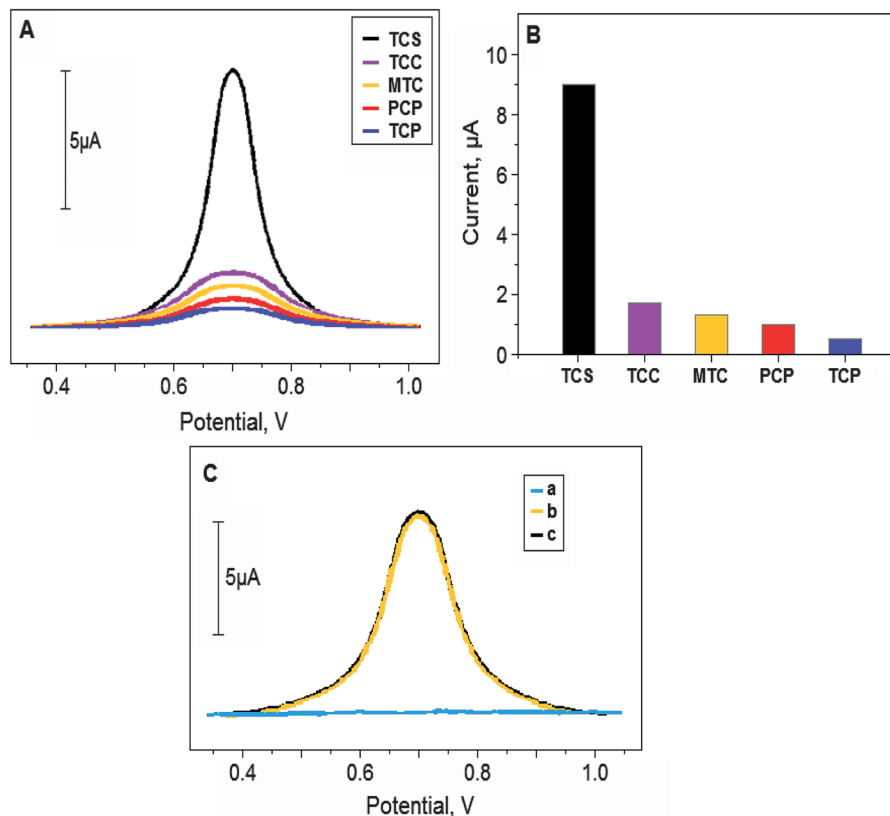 A
TCS
TCC
MTC
PCP
TCP
5µA
0.4 0.6 0.8 1.0
Potential, V
B
Current, µA
10
8
6
4
2
0
TCS TCC MTC PCP TCP
C
a
b
c
5µA
0.4 0.6 0.8 1.0
Potential, V